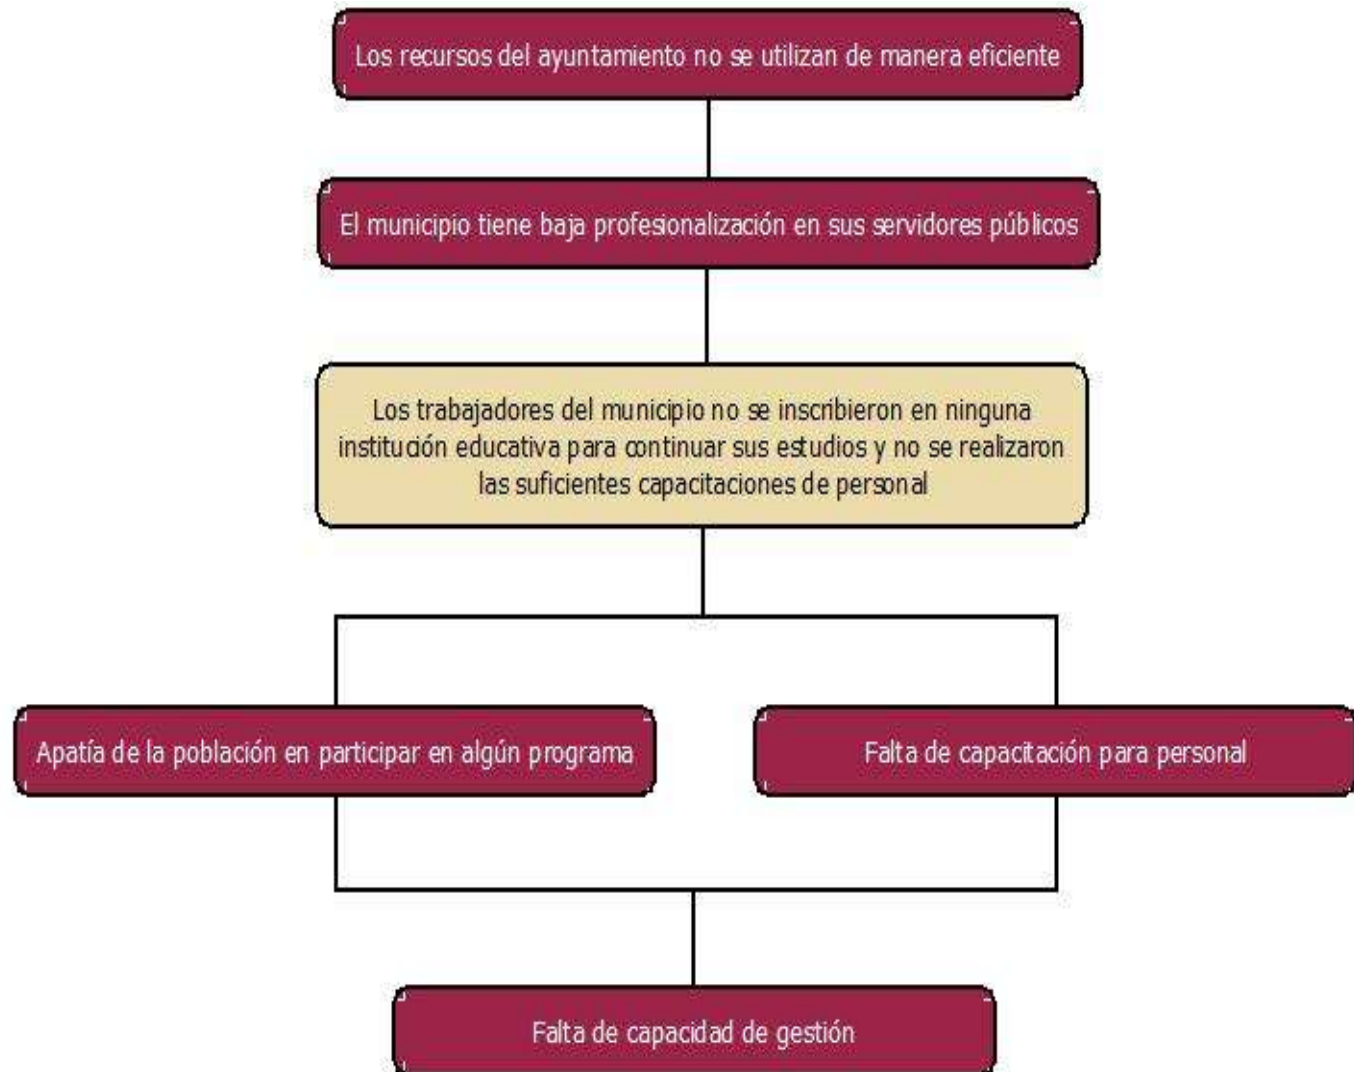 Los recursos del ayuntamiento no se utilizan de manera eficiente
El municipio tiene baja profesionalización en sus servidores públicos
Los trabajadores del municipio no se inscribieron en ninguna
institución educativa para continuar sus estudios y no se realizaron
las suficientes capacitaciones de personal
Apatía de la población en participar en algún programa
Falta de capacitación para personal
Falta de capacidad de gestión